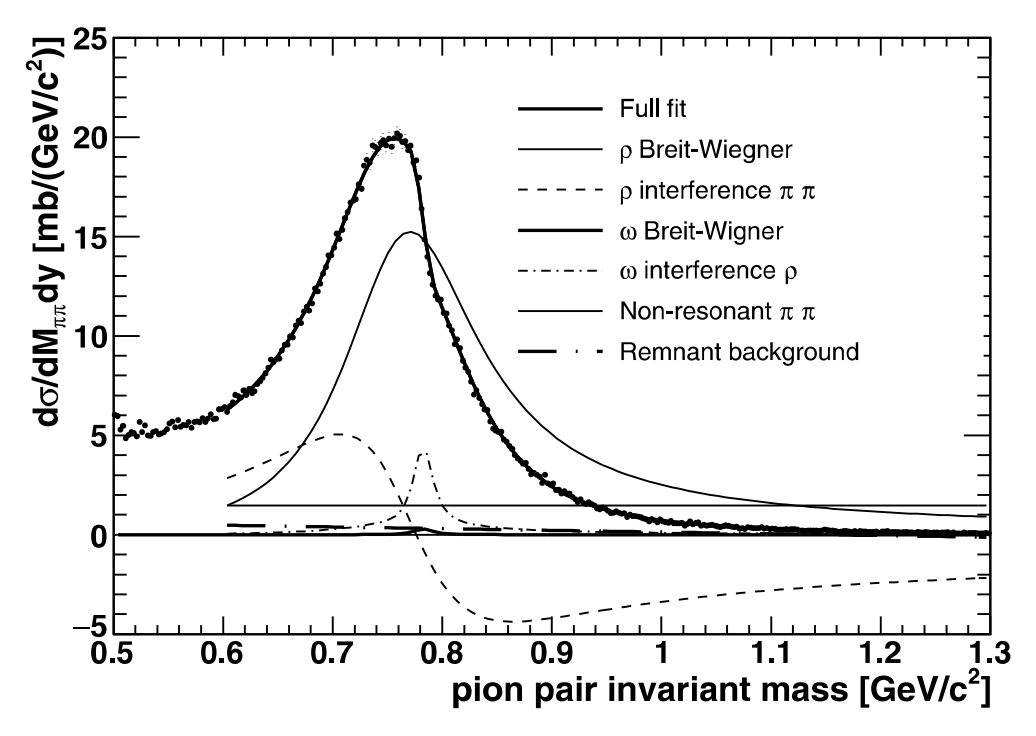 dσ/dM_ππdy [mb/(GeV/c²)]
25
20
15
10
5
0
−5
Full fit
ρ Breit-Wiegner
ρ interference π π
ω Breit-Wigner
ω interference ρ
Non-resonant π π
Remnant background
0.5 0.6 0.7 0.8 0.9 1 1.1 1.2 1.3
pion pair invariant mass [GeV/c²]